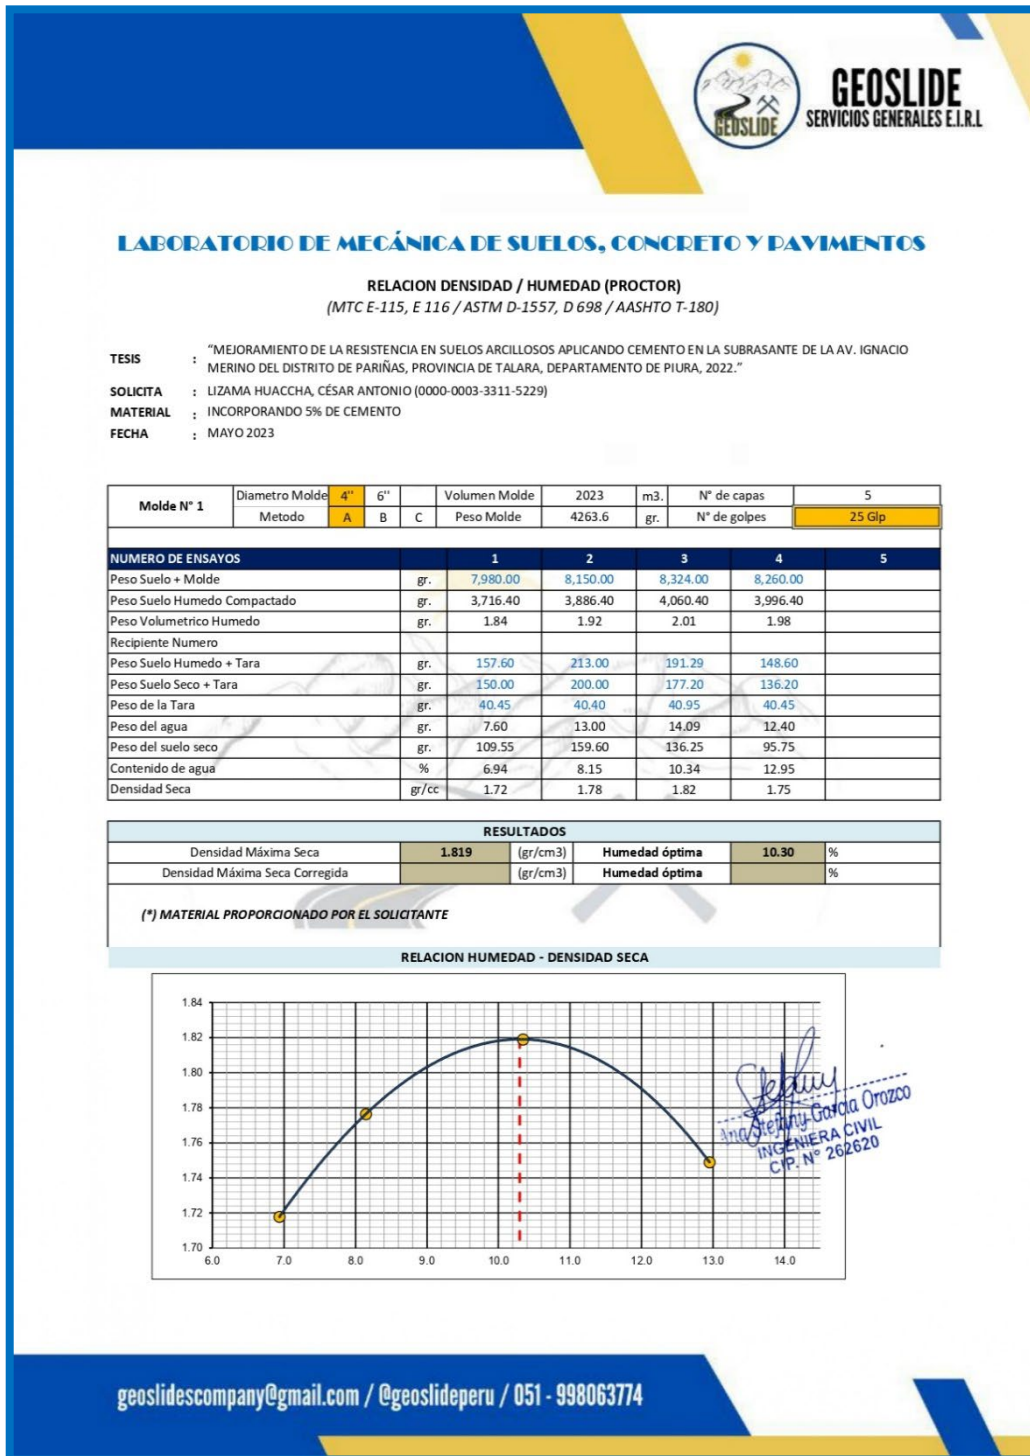 GEOSLIDE
GEOSLIDE
SERVICIOS GENERALES E.I.R.L
LABORATORIO DE MECÁNICA DE SUELOS, CONCRETO Y PAVIMENTOS
RELACION DENSIDAD / HUMEDAD (PROCTOR)
(MTC E-115, E 116 / ASTM D-1557, D 698 / AASHTO T-180)
TESIS : "MEJORAMIENTO DE LA RESISTENCIA EN SUELOS ARCILLOSOS APLICANDO CEMENTO EN LA SUBRASANTE DE LA AV. IGNACIO
MERINO DEL DISTRITO DE PARIÑAS, PROVINCIA DE TALARA, DEPARTAMENTO DE PIURA, 2022."
SOLICITA : LIZAMA HUACCHA, CÉSAR ANTONIO (0000-0003-3311-5229)
MATERIAL : INCORPORANDO 5% DE CEMENTO
FECHA : MAYO 2023
Molde N° 1 Diametro Molde 4'' 6'' Volumen Molde 2023 m3. N° de capas 5
Metodo A B C Peso Molde 4263.6 gr. N° de golpes 25 Glp
NUMERO DE ENSAYOS 1 2 3 4 5
Peso Suelo + Molde gr. 7,980.00 8,150.00 8,324.00 8,260.00
Peso Suelo Humedo Compactado gr. 3,716.40 3,886.40 4,060.40 3,996.40
Peso Volumetrico Humedo gr. 1.84 1.92 2.01 1.98
Recipiente Numero
Peso Suelo Humedo + Tara gr. 157.60 213.00 191.29 148.60
Peso Suelo Seco + Tara gr. 150.00 200.00 177.20 136.20
Peso de la Tara gr. 40.45 40.40 40.95 40.45
Peso del agua gr. 7.60 13.00 14.09 12.40
Peso del suelo seco gr. 109.55 159.60 136.25 95.75
Contenido de agua % 6.94 8.15 10.34 12.95
Densidad Seca gr/cc 1.72 1.78 1.82 1.75
RESULTADOS
Densidad Máxima Seca 1.819 (gr/cm3) Humedad óptima 10.30 %
Densidad Máxima Seca Corregida (gr/cm3) Humedad óptima %
(*) MATERIAL PROPORCIONADO POR EL SOLICITANTE
RELACION HUMEDAD - DENSIDAD SECA
1.84
1.82
1.80
1.78
1.76
1.74
1.72
1.70
6.0 7.0 8.0 9.0 10.0 11.0 12.0 13.0 14.0
Stefany
Ana Stefany Garcia Orozco
INGENIERA CIVIL
CIP. N° 262620
geoslidescompany@gmail.com / @geoslideperu / 051 - 998063774